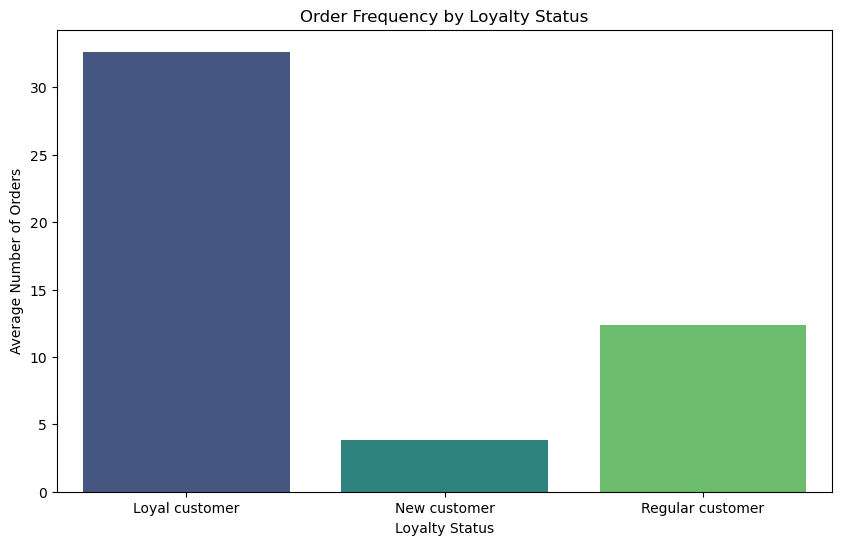 Order Frequency by Loyalty Status
Average Number of Orders
30
25
20
15
10
5
0
Loyal customer
New customer
Regular customer
Loyalty Status